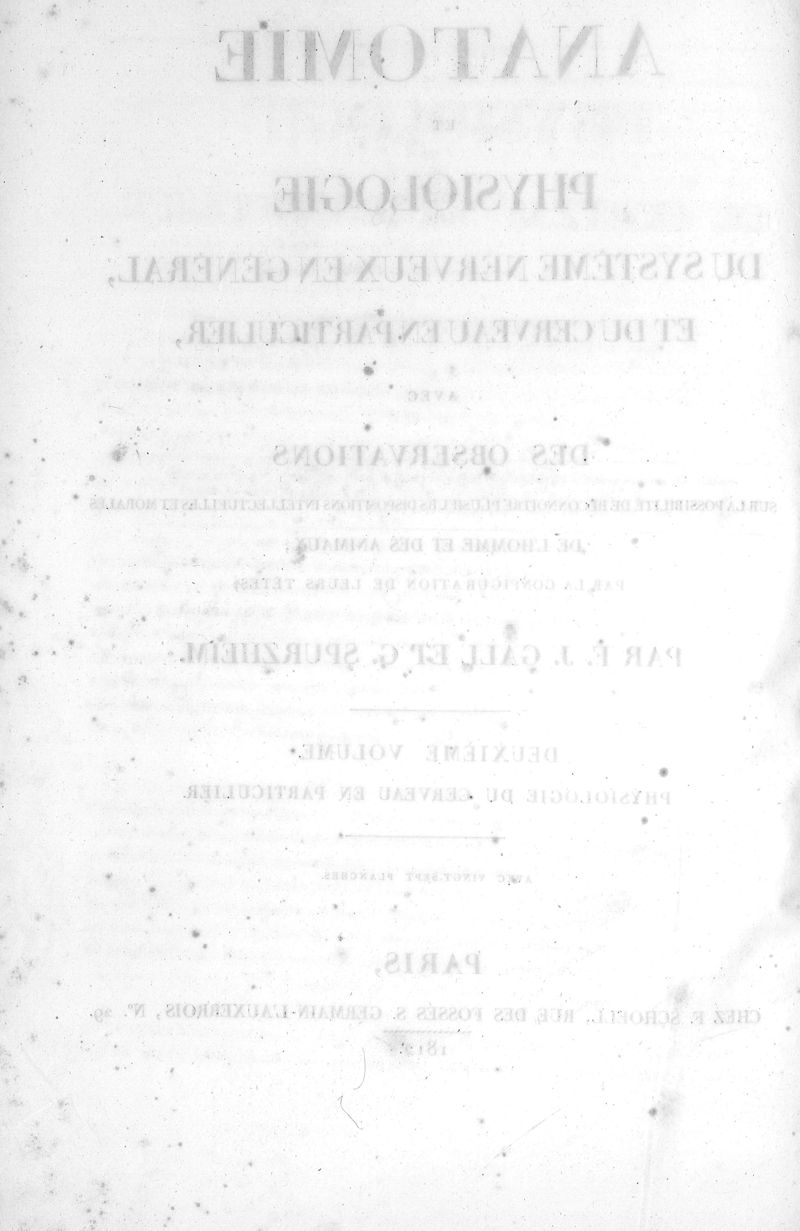 ANATOMIE
ET
PHYSIOLOGIE
DU SYSTÊME NERVEUX EN GÉNÉRAL,
ET DU CERVEAU EN PARTICULIER,
AVEC
DES OBSERVATIONS
SUR LA POSSIBILITÉ DE RECONNOITRE PLUSIEURS DISPOSITIONS INTELLECTUELLES ET MORALES
DE L'HOMME ET DES ANIMAUX,
PAR LA CONFIGURATION DE LEURS TÊTES;
PAR F. J. GALL ET G. SPURZHEIM.
DEUXIÈME VOLUME.
PHYSIOLOGIE DU CERVEAU EN PARTICULIER
AVEC VINGT-SEPT PLANCHES.
PARIS,
CHEZ F. SCHOELL, RUE DES FOSSÉS S. GERMAIN-L'AUXERROIS, N°. 29.
1812.